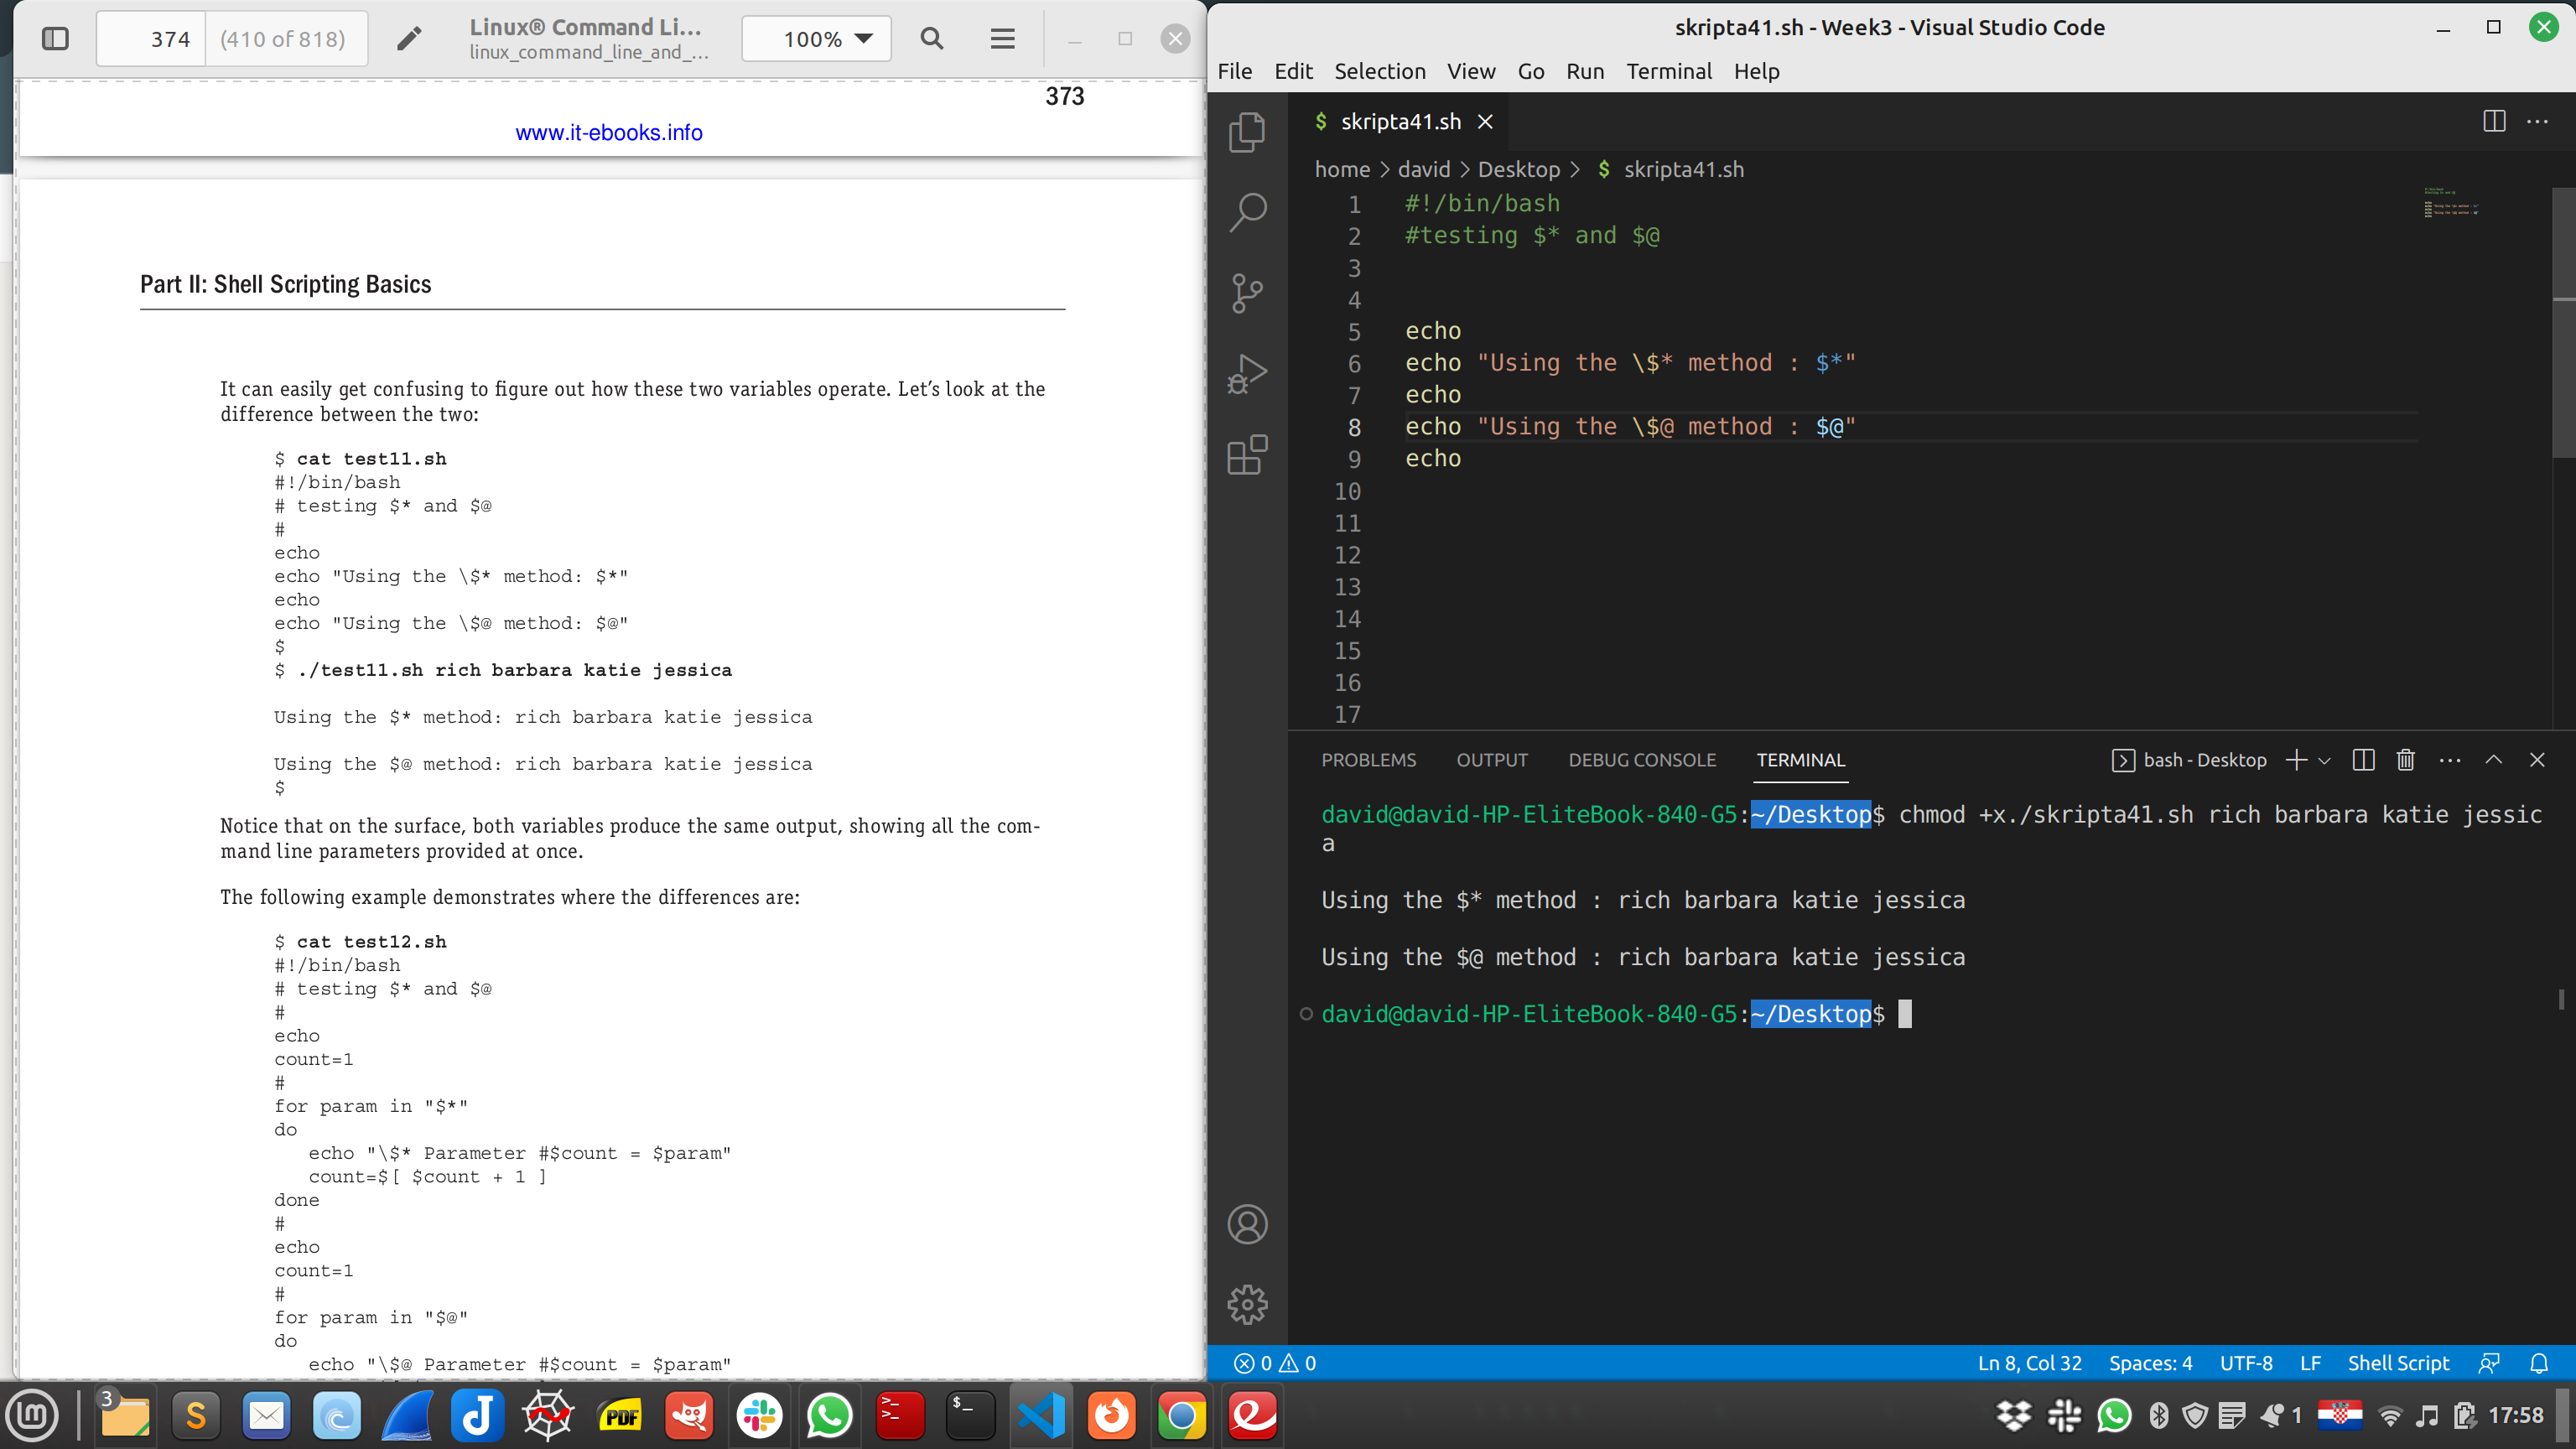 374
(410 of 818)
Linux® Command Li...
linux_command_line_and_...
100%
373
www.it-ebooks.info
Part II: Shell Scripting Basics
It can easily get confusing to figure out how these two variables operate. Let's look at the
difference between the two:
$ cat test11.sh
#!/bin/bash
# testing $* and $@
#
echo
echo "Using the \$* method: $*"
echo
echo "Using the \$@ method: $@"
$
$ ./test11.sh rich barbara katie jessica
Using the $* method: rich barbara katie jessica
Using the $@ method: rich barbara katie jessica
$
Notice that on the surface, both variables produce the same output, showing all the com-
mand line parameters provided at once.
The following example demonstrates where the differences are:
$ cat test12.sh
#!/bin/bash
# testing $* and $@
#
echo
count=1
#
for param in "$*"
do
echo "\$* Parameter #$count = $param"
count=$[ $count + 1 ]
done
#
echo
count=1
#
for param in "$@"
do
echo "\$@ Parameter #$count = $param"
skripta41.sh - Week3 - Visual Studio Code
File Edit Selection View Go Run Terminal Help
$ skripta41.sh
home > david > Desktop > $ skripta41.sh
1 #!/bin/bash
2 #testing $* and $@
3
4
5 echo
6 echo "Using the \$* method : $*"
7 echo
8 echo "Using the \$@ method : $@"
9 echo
10
11
12
13
14
15
16
17
PROBLEMS OUTPUT DEBUG CONSOLE TERMINAL
bash - Desktop
david@david-HP-EliteBook-840-G5:~/Desktop$ chmod +x./skripta41.sh rich barbara katie jessic
a
Using the $* method : rich barbara katie jessica
Using the $@ method : rich barbara katie jessica
david@david-HP-EliteBook-840-G5:~/Desktop$
0 0
Ln 8, Col 32 Spaces: 4 UTF-8 LF Shell Script
3
S
PDF
$_
1
17:58